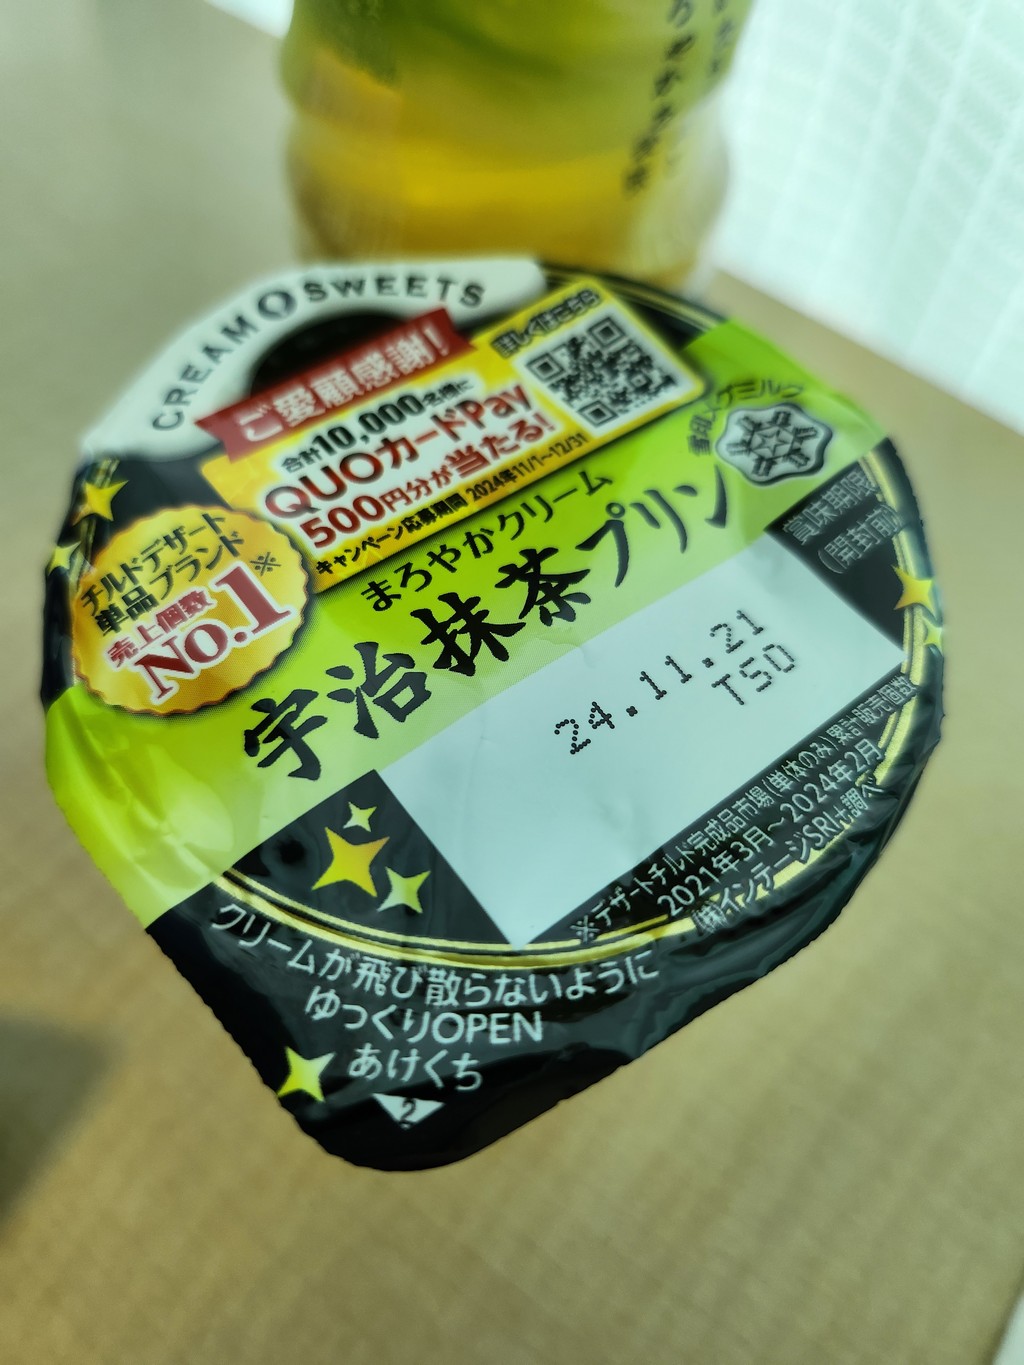 CREAM SWEETS
ご愛顧感謝!
合計10,000名様に
QUOカードPay
500円分が当たる!
キャンペーン応募期間 2024年11/1~12/31
詳しくはこちら
雪印メグミルク
チルドデザート
単品ブランド※
売上個数
No.1
まろやかクリーム
宇治抹茶プリン
賞味期限
(開封前)
24.11.21
TSD
※デザートチルド完成品市場(単体のみ)累計販売個数
2021年3月~2024年2月
(株)インテージSRI+調べ
クリームが飛び散らないように
ゆっくりOPEN
あけくち
2